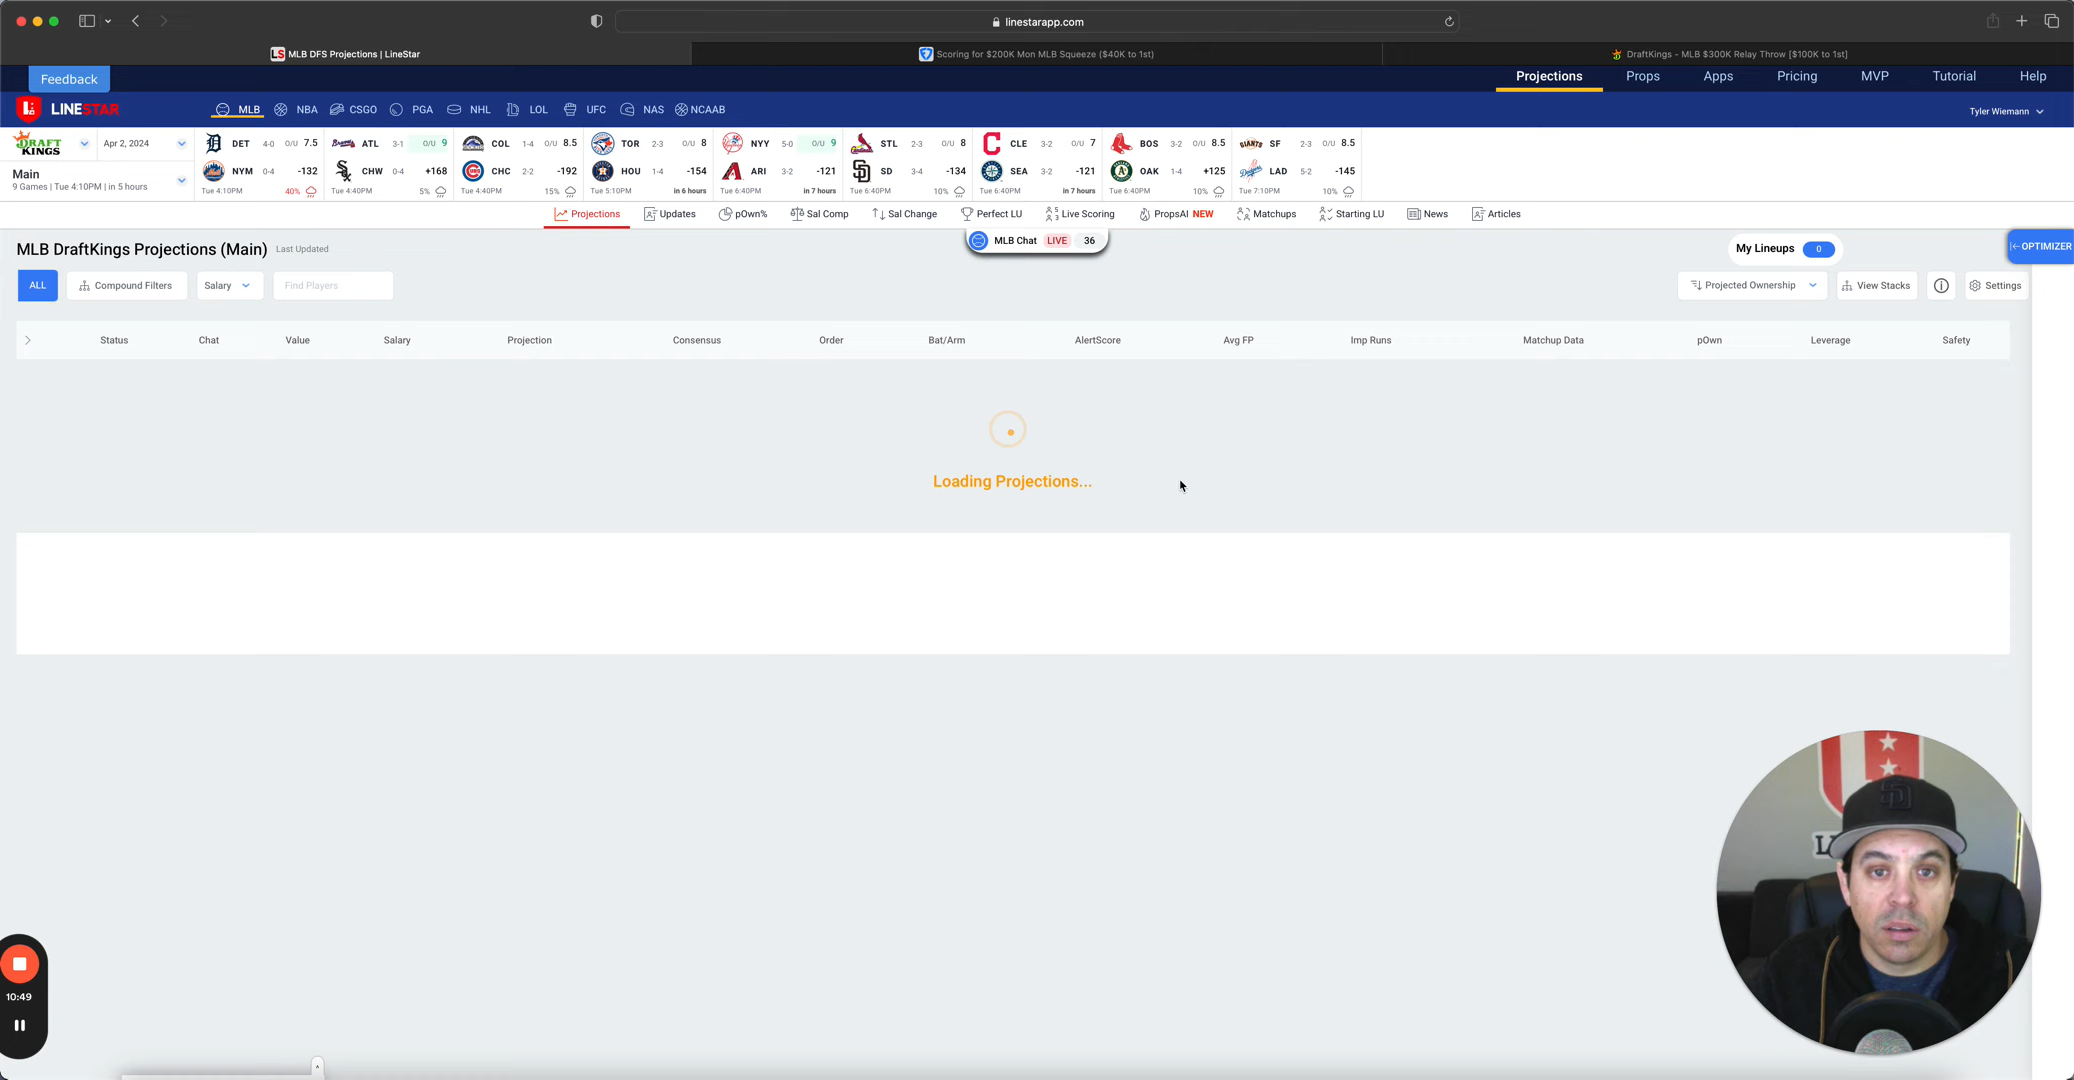 linestarapp.com
MLB DFS Projections | LineStar
Scoring for $200K Mon MLB Squeeze ($40K to 1st)
DraftKings - MLB $300K Relay Throw [$100K to 1st]
Feedback
Projections Props Apps Pricing MVP Tutorial Help
LINESTAR MLB NBA CSGO PGA NHL LOL UFC NAS NCAAB Tyler Wiemann
DRAFT KINGS Apr 2, 2024
Main
9 Games | Tue 4:10PM | in 5 hours
DET 4-0 O/U 7.5
NYM 0-4 -132
Tue 4:10PM 40%
ATL 3-1 O/U 9
CHW 0-4 +168
Tue 4:40PM 5%
COL 1-4 O/U 8.5
CHC 2-2 -192
Tue 4:40PM 15%
TOR 2-3 O/U 8
HOU 1-4 -154
Tue 5:10PM in 6 hours
NYY 5-0 O/U 9
ARI 3-2 -121
Tue 6:40PM in 7 hours
STL 2-3 O/U 8
SD 3-4 -134
Tue 6:40PM 10%
CLE 3-2 O/U 7
SEA 3-2 -121
Tue 6:40PM in 7 hours
BOS 3-2 O/U 8.5
OAK 1-4 +125
Tue 6:40PM 10%
SF 2-3 O/U 8.5
LAD 5-2 -145
Tue 7:10PM 10%
Projections Updates pOwn% Sal Comp Sal Change Perfect LU Live Scoring PropsAI NEW Matchups Starting LU News Articles
MLB Chat LIVE 36
MLB DraftKings Projections (Main) Last Updated
My Lineups 0
OPTIMIZER
ALL Compound Filters Salary Find Players
Projected Ownership View Stacks Settings
Status Chat Value Salary Projection Consensus Order Bat/Arm AlertScore Avg FP Imp Runs Matchup Data pOwn Leverage Safety
Loading Projections...
10:49